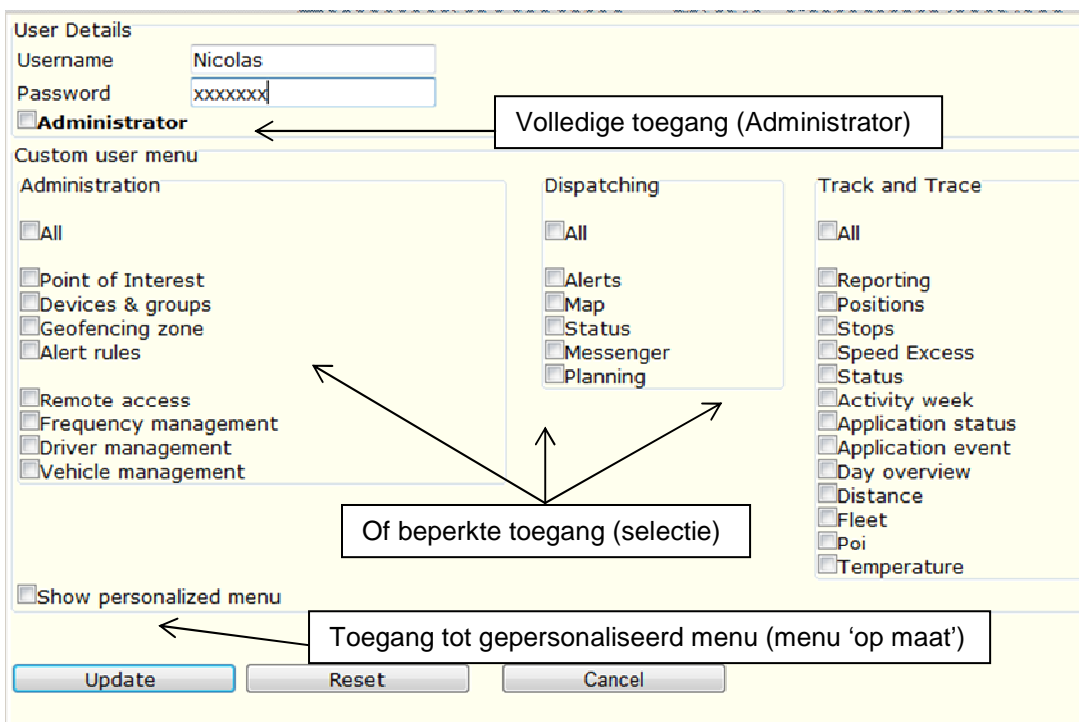 User Details
Username Nicolas
Password xxxxxxx
Administrator
Volledige toegang (Administrator)
Custom user menu
Administration
All
Point of Interest
Devices & groups
Geofencing zone
Alert rules
Remote access
Frequency management
Driver management
Vehicle management
Dispatching
All
Alerts
Map
Status
Messenger
Planning
Track and Trace
All
Reporting
Positions
Stops
Speed Excess
Status
Activity week
Application status
Application event
Day overview
Distance
Fleet
Poi
Temperature
Of beperkte toegang (selectie)
Show personalized menu
Toegang tot gepersonaliseerd menu (menu ‘op maat’)
Update Reset Cancel